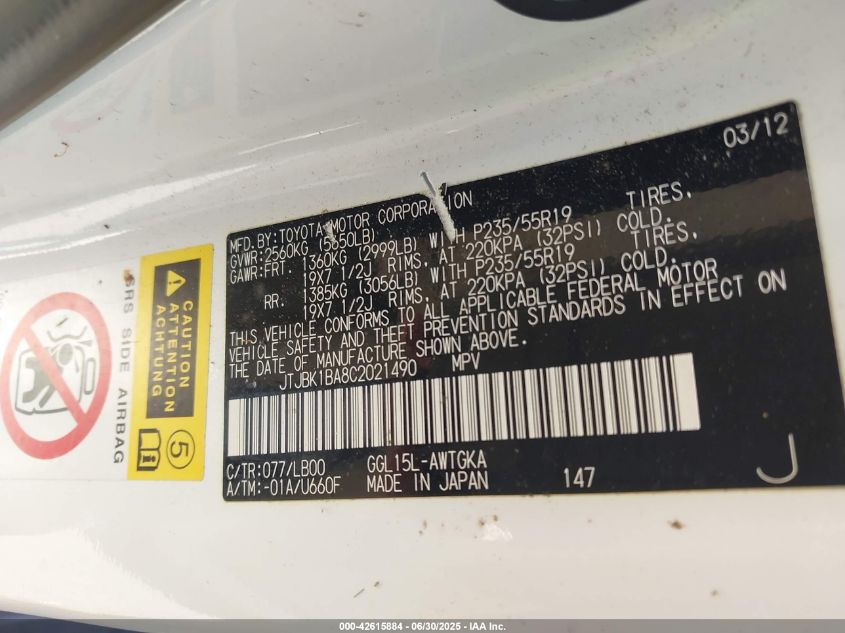 03/12
MFD. BY: TOYOTA MOTOR CORPORATION
GVWR: 2560KG (5650LB)
GAWR: FRT. 1360KG (2999LB) WITH P235/55R19 TIRES,
19X7 1/2J RIMS, AT 220KPA (32PSI) COLD.
RR. 1385KG (3056LB) WITH P235/55R19 TIRES,
19X7 1/2J RIMS, AT 220KPA (32PSI) COLD.
THIS VEHICLE CONFORMS TO ALL APPLICABLE FEDERAL MOTOR
VEHICLE SAFETY AND THEFT PREVENTION STANDARDS IN EFFECT ON
THE DATE OF MANUFACTURE SHOWN ABOVE.
JTJBK1BA8C2021490 MPV
C/TR: 077/LB00 GGL15L-AWTGKA
A/TM: -01A/U660F MADE IN JAPAN 147
J
CAUTION
ATTENTION
ACHTUNG
5
SRS SIDE AIRBAG
000-42615884 - 06/30/2025 - IAA Inc.